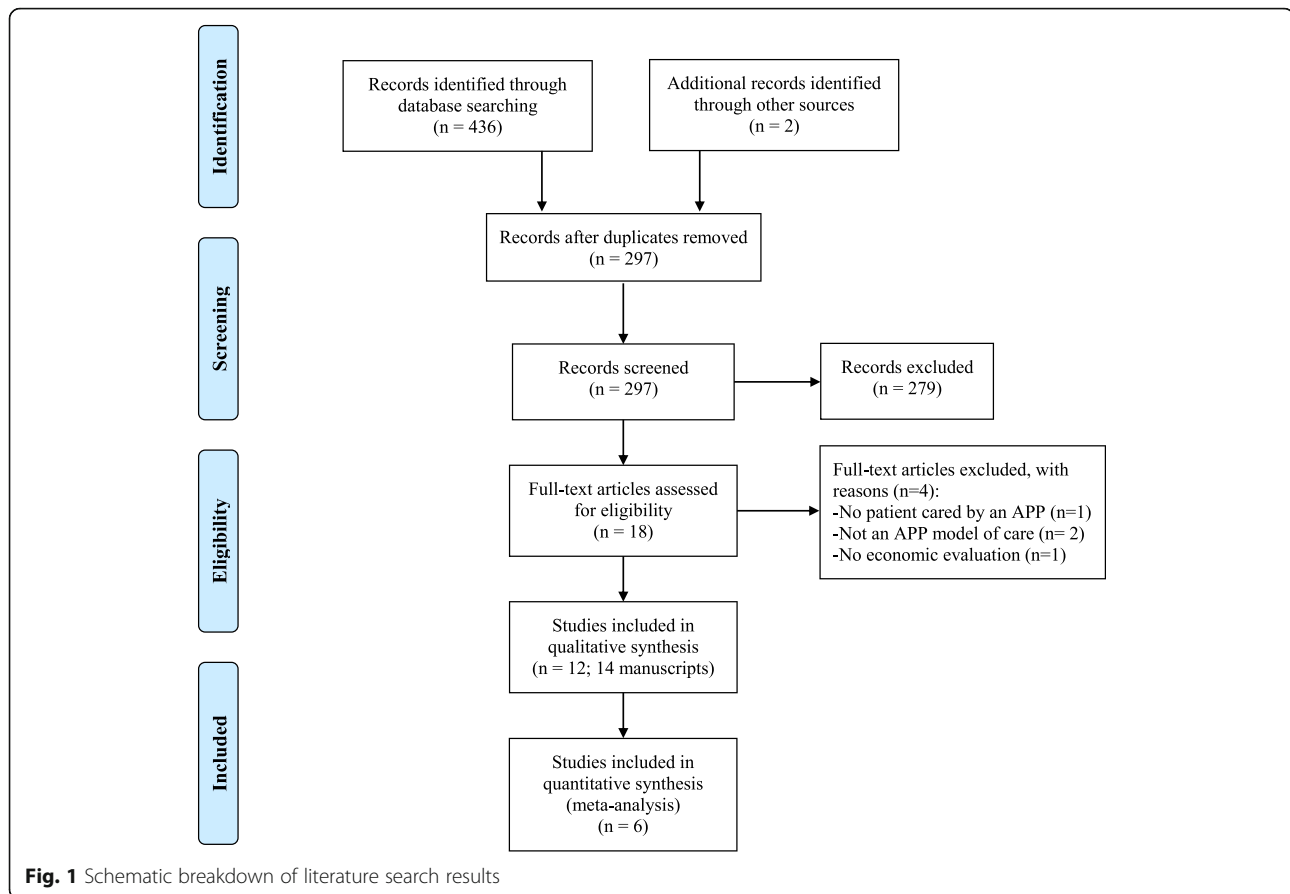 Identification
Records identified through
database searching
(n = 436)
Additional records identified
through other sources
(n = 2)
Records after duplicates removed
(n = 297)
Screening
Records screened
(n = 297)
Records excluded
(n = 279)
Eligibility
Full-text articles assessed
for eligibility
(n = 18)
Full-text articles excluded, with
reasons (n=4):
-No patient cared by an APP (n=1)
-Not an APP model of care (n= 2)
-No economic evaluation (n=1)
Studies included in
qualitative synthesis
(n = 12; 14 manuscripts)
Included
Studies included in
quantitative synthesis
(meta-analysis)
(n = 6)
Fig. 1 Schematic breakdown of literature search results